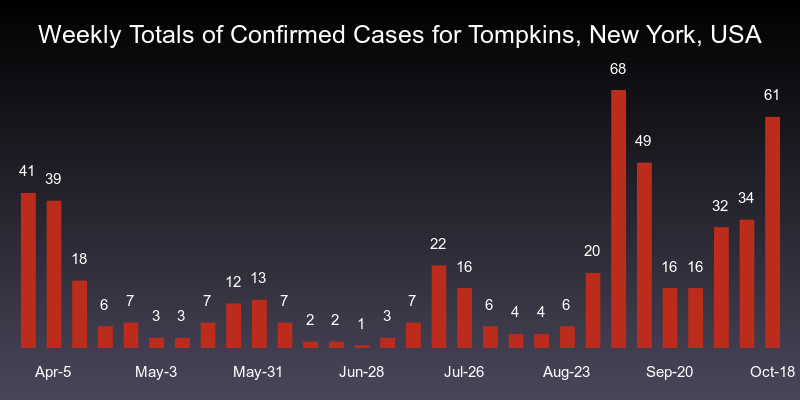 Weekly Totals of Confirmed Cases for Tompkins, New York, USA
41 39 18 6 7 3 3 7 12 13 7 2 2 1 3 7 22 16 6 4 4 6 20 68 49 16 16 32 34 61
Apr-5 May-3 May-31 Jun-28 Jul-26 Aug-23 Sep-20 Oct-18